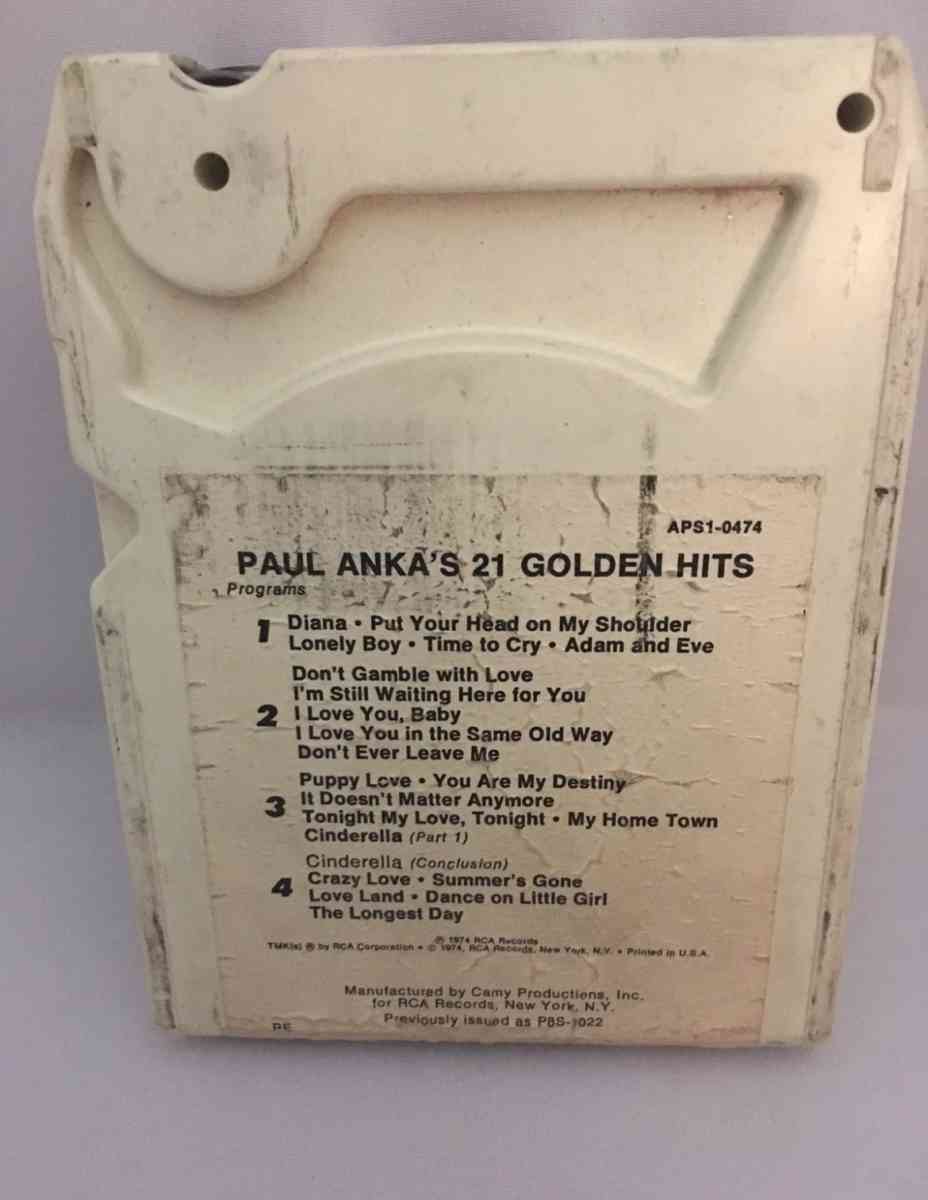 APS1-0474
PAUL ANKA'S 21 GOLDEN HITS
Programs
1 Diana • Put Your Head on My Shoulder
Lonely Boy • Time to Cry • Adam and Eve
Don't Gamble with Love
I'm Still Waiting Here for You
2 I Love You, Baby
I Love You in the Same Old Way
Don't Ever Leave Me
Puppy Love • You Are My Destiny
3 It Doesn't Matter Anymore
Tonight My Love, Tonight • My Home Town
Cinderella (Part 1)
Cinderella (Conclusion)
4 Crazy Love • Summer's Gone
Love Land • Dance on Little Girl
The Longest Day
℗ 1974 RCA Records
TMK(s) ® by RCA Corporation • © 1974, RCA Records, New York, N.Y. • Printed in U.S.A.
Manufactured by Camy Productions, Inc.
for RCA Records, New York, N.Y.
Previously issued as P8S-1022
RE